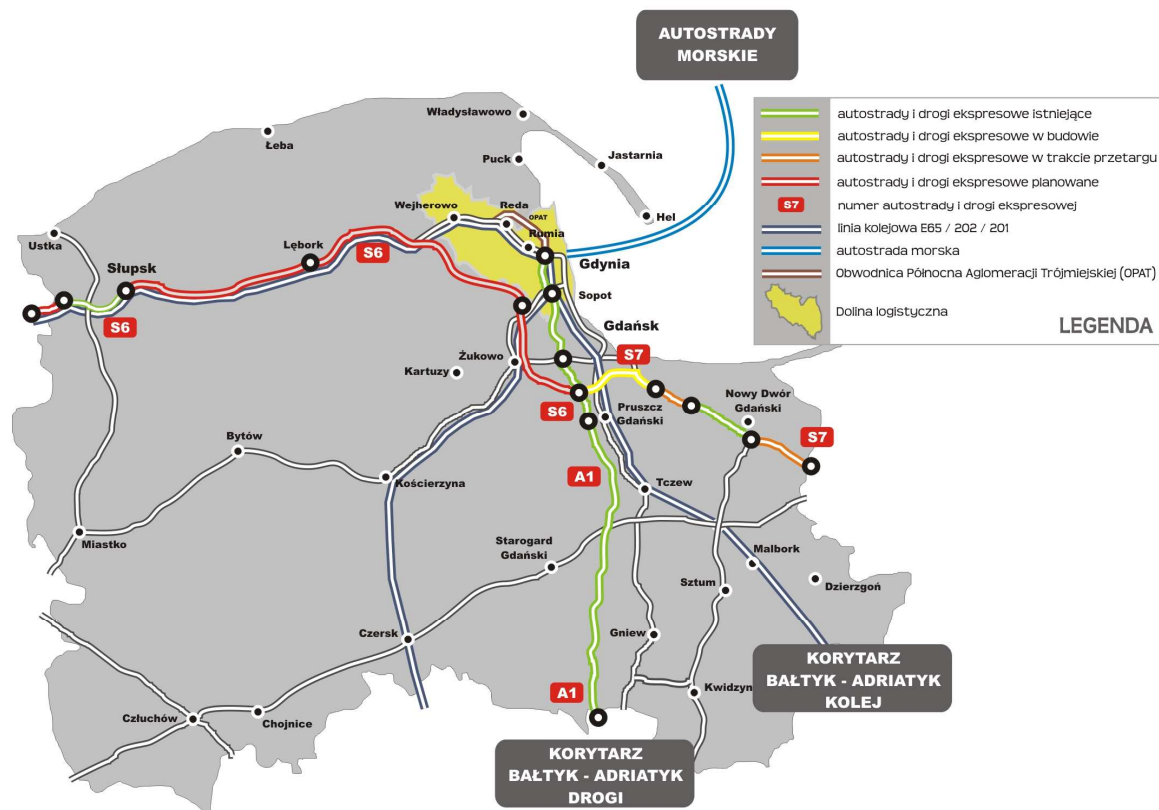 AUTOSTRADY
MORSKIE
autostrady i drogi ekspresowe istniejące
autostrady i drogi ekspresowe w budowie
autostrady i drogi ekspresowe w trakcie przetargu
autostrady i drogi ekspresowe planowane
S7
numer autostrady i drogi ekspresowej
linia kolejowa E65 / 202 / 201
autostrada morska
Obwodnica Północna Aglomeracji Trójmiejskiej (OPAT)
Dolina logistyczna
LEGENDA
Władysławowo
Łeba
Puck
Jastarnia
Hel
Wejherowo
Reda
OPAT
Rumia
Ustka
Lębork
S6
Gdynia
Słupsk
Sopot
S6
Gdańsk
Żukowo
S7
Kartuzy
Nowy Dwór
Gdański
S6
Pruszcz
Gdański
S7
Bytów
A1
Kościerzyna
Tczew
Miastko
Starogard
Gdański
Malbork
Sztum
Dzierzgoń
Czersk
Gniew
KORYTARZ
BAŁTYK - ADRIATYK
KOLEJ
A1
Kwidzyn
Człuchów
Chojnice
KORYTARZ
BAŁTYK - ADRIATYK
DROGI